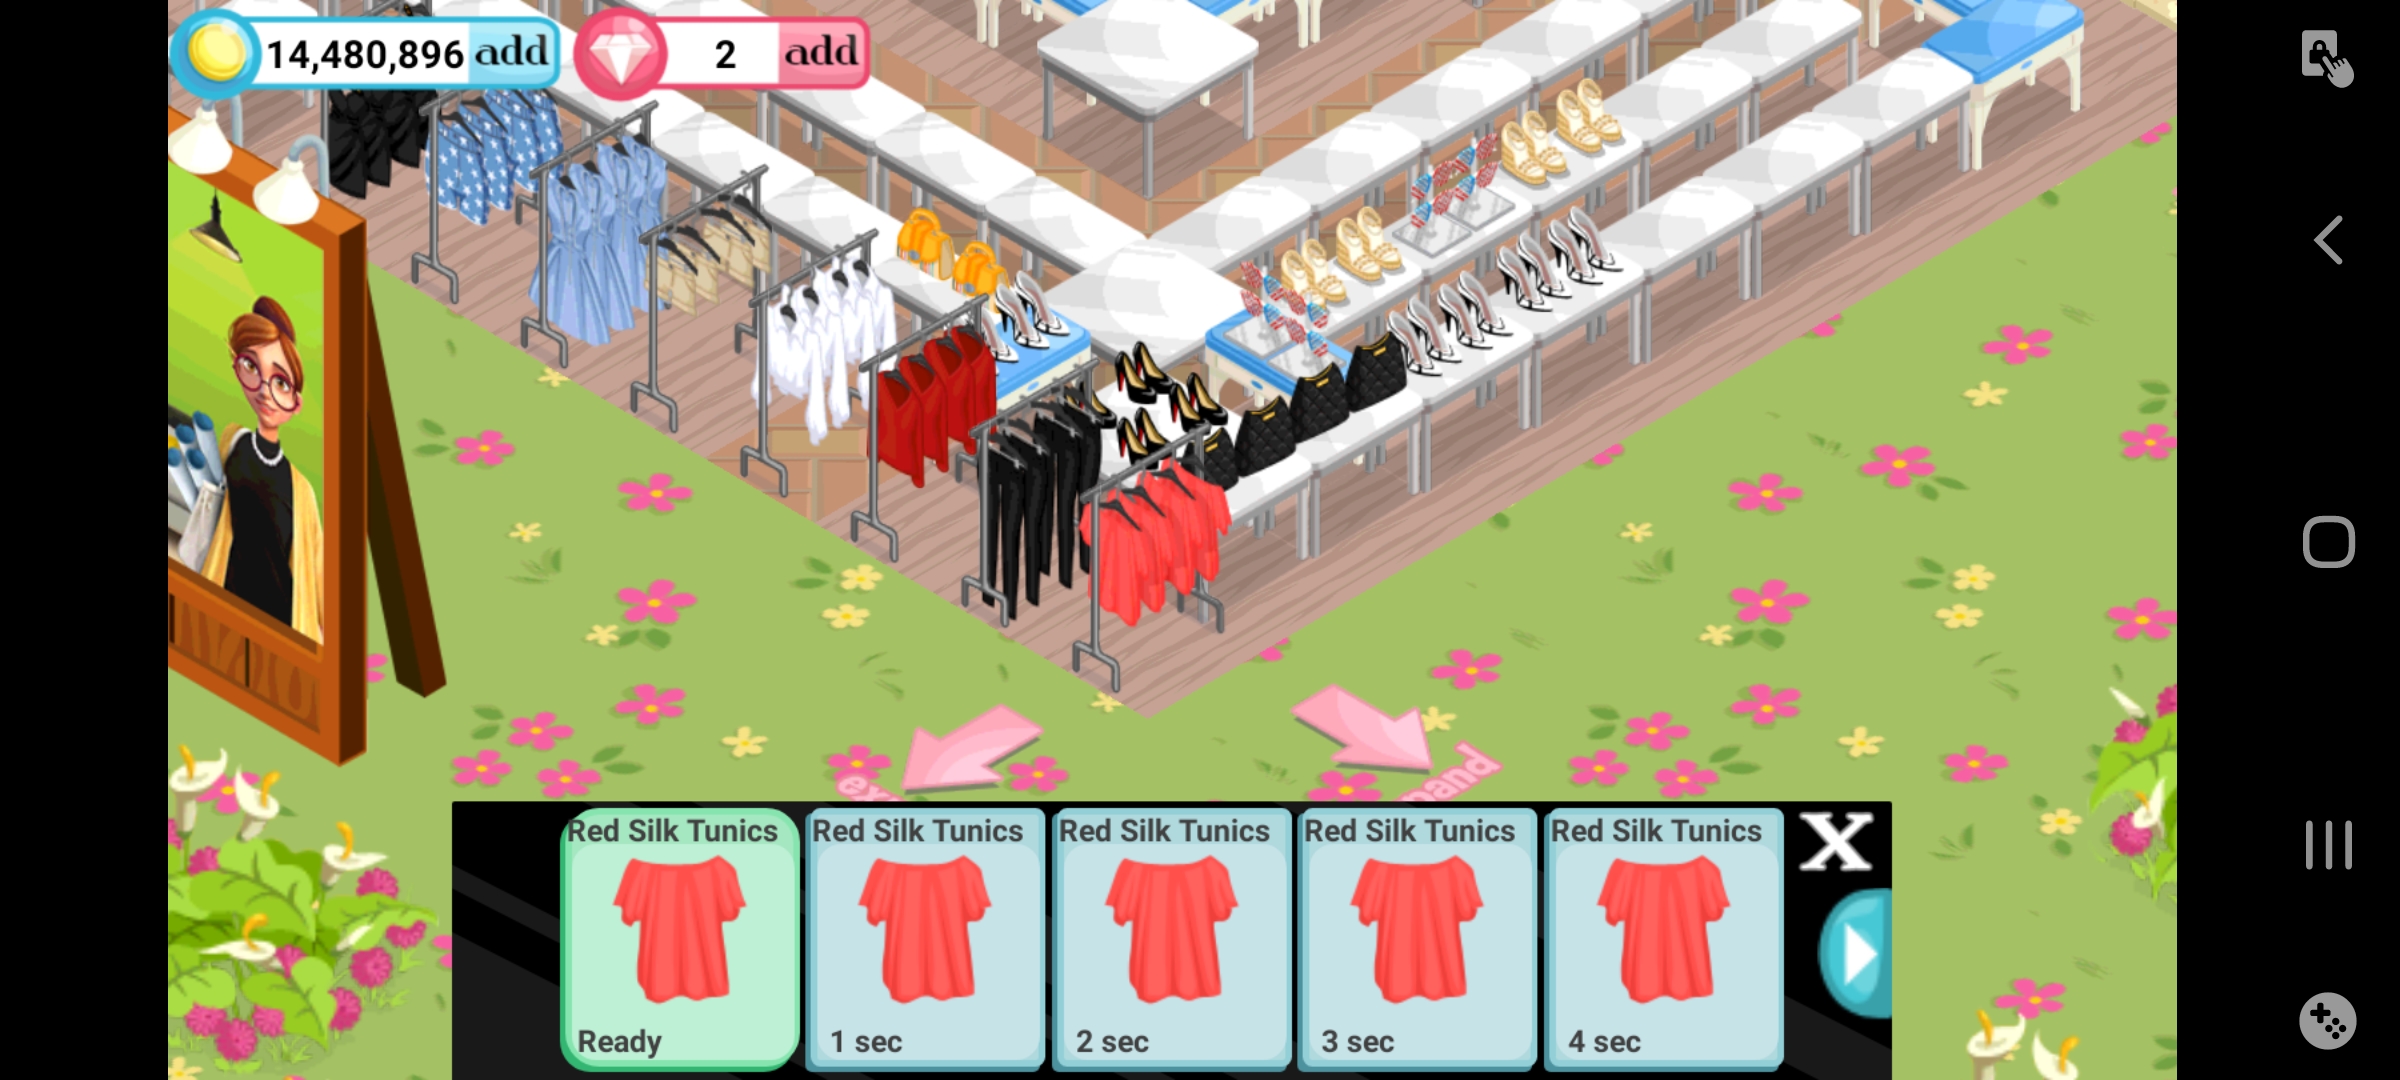 14,480,896 add
2 add
Red Silk Tunics
Ready
Red Silk Tunics
1 sec
Red Silk Tunics
2 sec
Red Silk Tunics
3 sec
Red Silk Tunics
4 sec
X